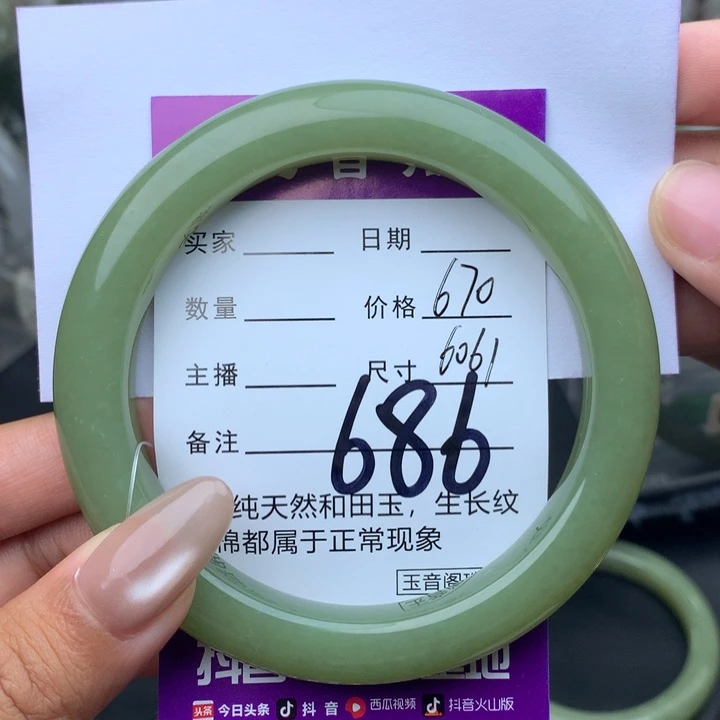 买家 日期
数量 价格 670
主播 尺寸 6061
备注 686
纯天然和田玉，生长纹
棉都属于正常现象
玉音阁
头条 今日头条 抖音 西瓜视频 抖音火山版